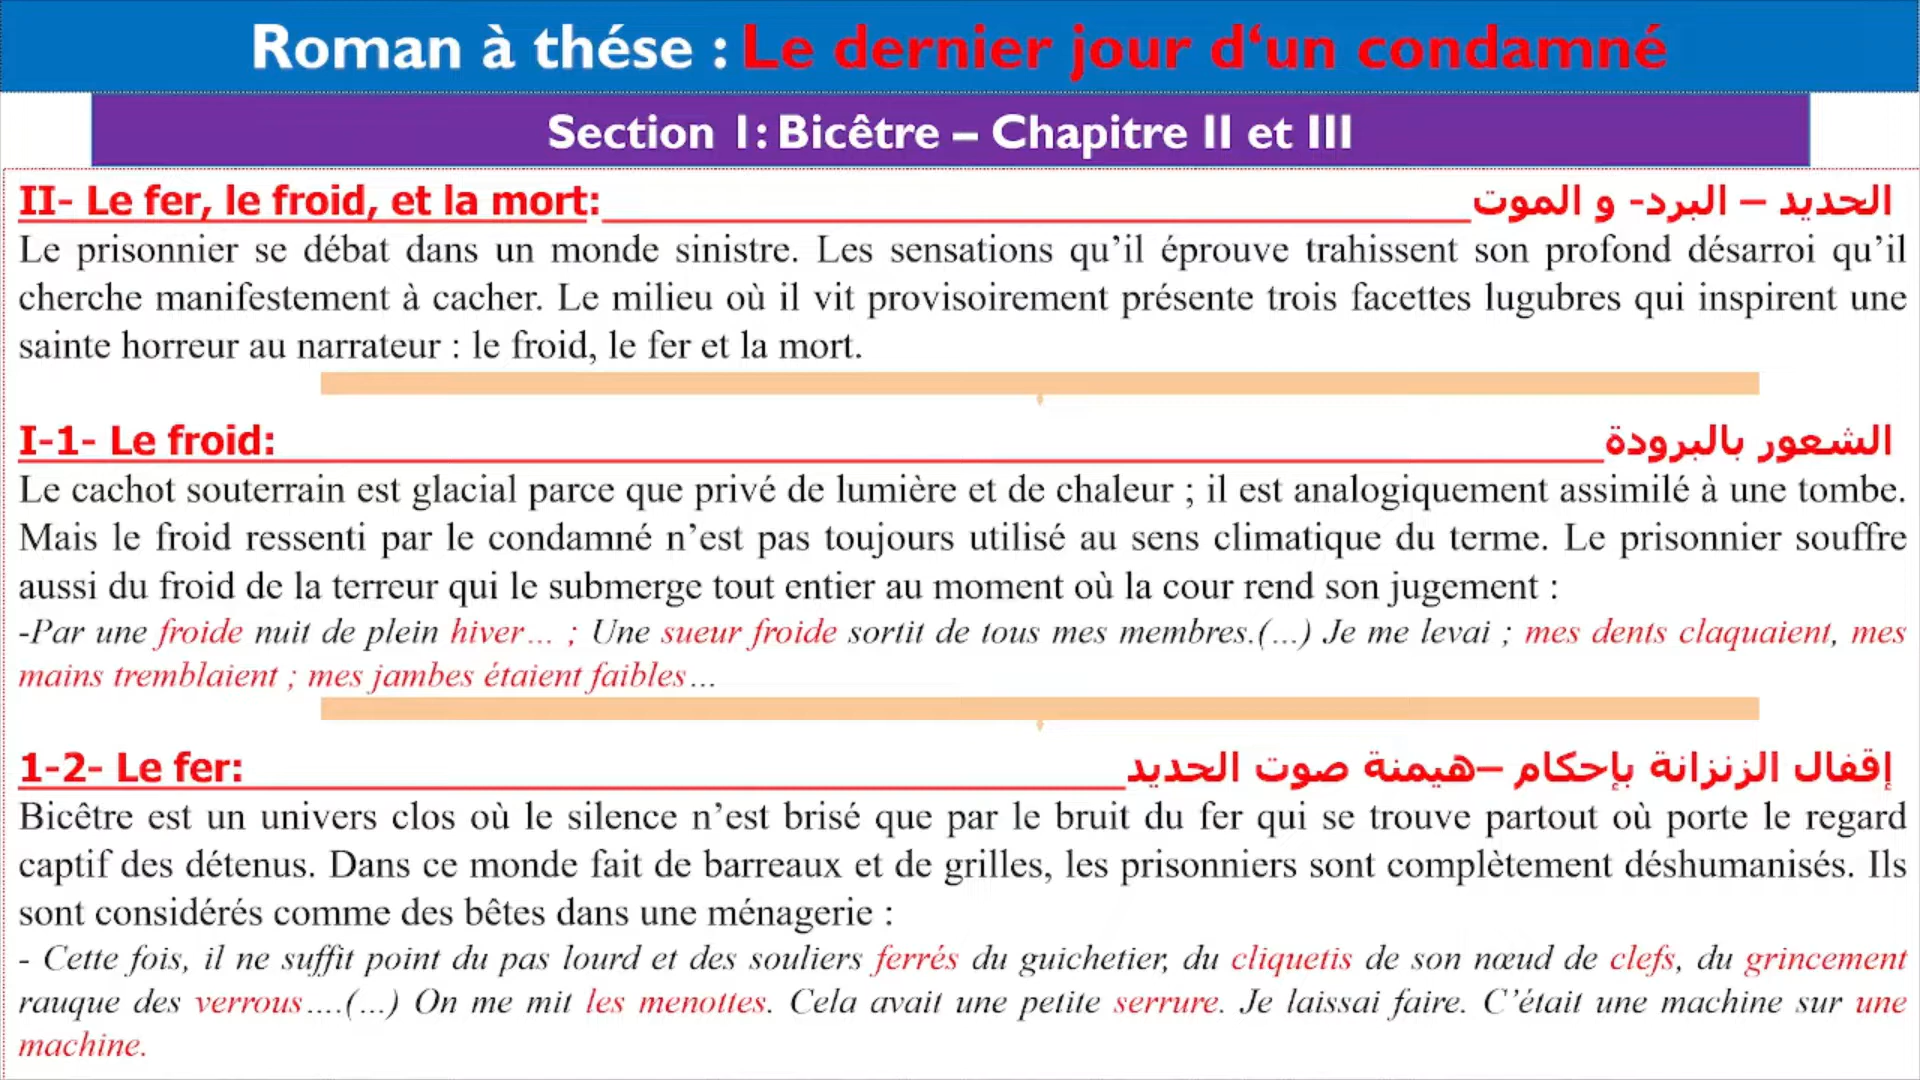 Roman à thése : Le dernier jour d‘un condamné
Section 1: Bicêtre – Chapitre II et III
II- Le fer, le froid, et la mort: الحديد – البرد- و الموت
Le prisonnier se débat dans un monde sinistre. Les sensations qu’il éprouve trahissent son profond désarroi qu’il
cherche manifestement à cacher. Le milieu où il vit provisoirement présente trois facettes lugubres qui inspirent une
sainte horreur au narrateur : le froid, le fer et la mort.
I-1- Le froid: الشعور بالبرودة
Le cachot souterrain est glacial parce que privé de lumière et de chaleur ; il est analogiquement assimilé à une tombe.
Mais le froid ressenti par le condamné n’est pas toujours utilisé au sens climatique du terme. Le prisonnier souffre
aussi du froid de la terreur qui le submerge tout entier au moment où la cour rend son jugement :
-Par une froide nuit de plein hiver… ; Une sueur froide sortit de tous mes membres.(…) Je me levai ; mes dents claquaient, mes
mains tremblaient ; mes jambes étaient faibles…
1-2- Le fer: إقفال الزنزانة بإحكام –هيمنة صوت الحديد
Bicêtre est un univers clos où le silence n’est brisé que par le bruit du fer qui se trouve partout où porte le regard
captif des détenus. Dans ce monde fait de barreaux et de grilles, les prisonniers sont complètement déshumanisés. Ils
sont considérés comme des bêtes dans une ménagerie :
- Cette fois, il ne suffit point du pas lourd et des souliers ferrés du guichetier, du cliquetis de son nœud de clefs, du grincement
rauque des verrous….(…) On me mit les menottes. Cela avait une petite serrure. Je laissai faire. C’était une machine sur une
machine.